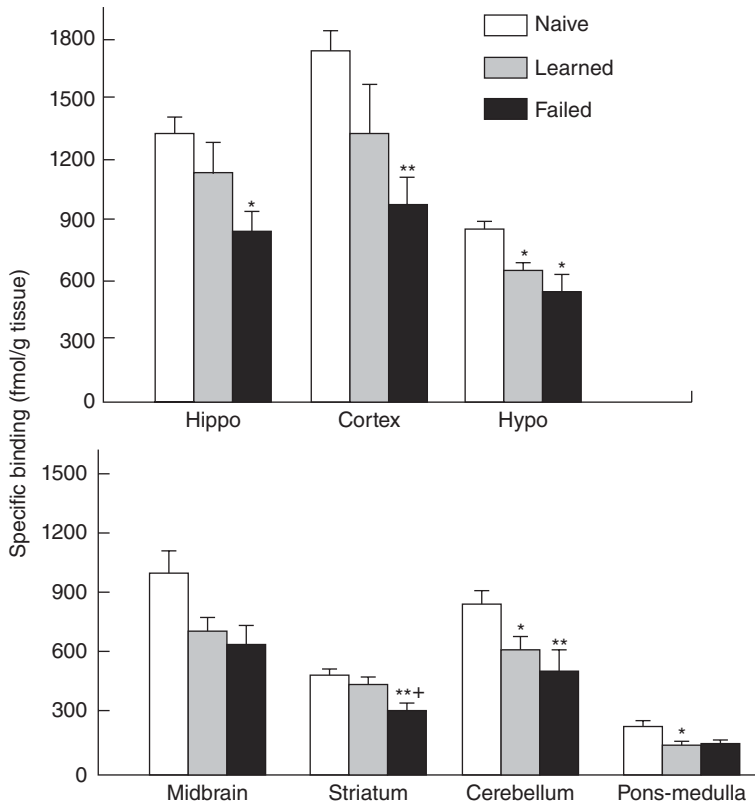 1800
1500
1200
900
600
300
0
Naive
Learned
Failed
*
**
*
*
Hippo
Cortex
Hypo
Specific binding (fmol/g tissue)
1500
1200
900
600
300
0
**+
*
**
*
Midbrain
Striatum
Cerebellum
Pons-medulla